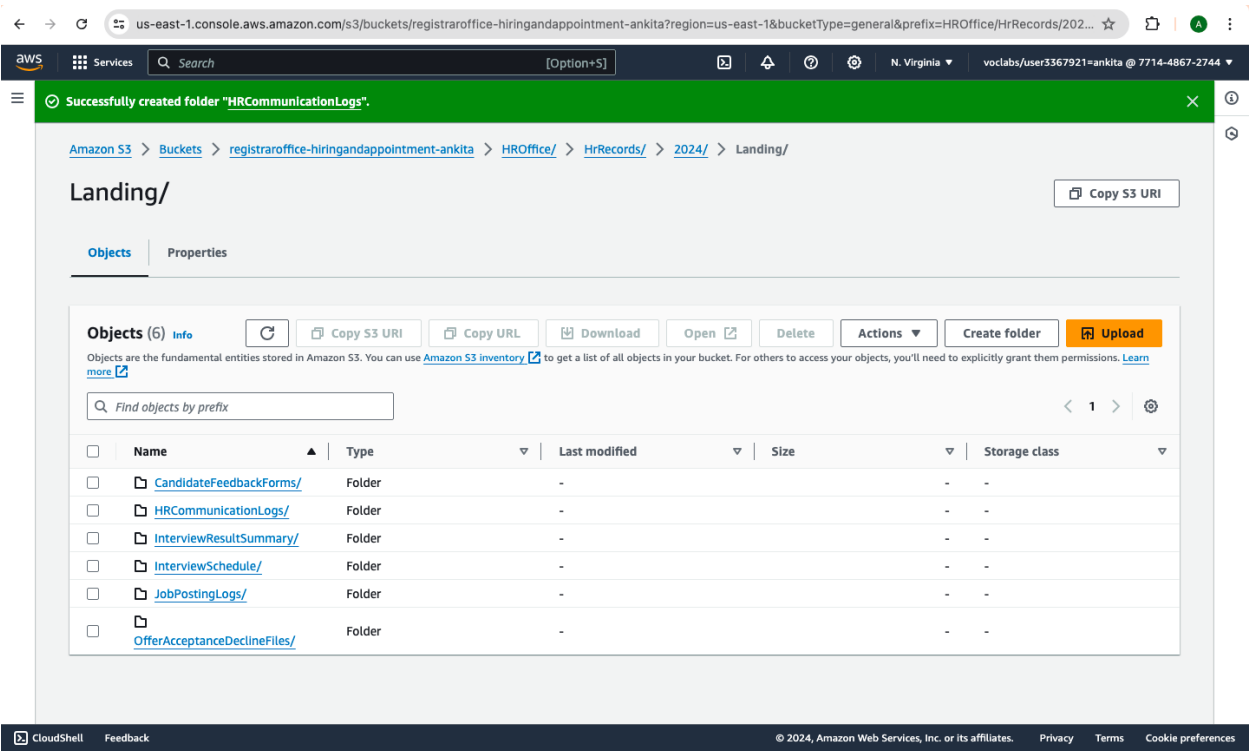 us-east-1.console.aws.amazon.com/s3/buckets/registraroffice-hiringandappointment-ankita?region=us-east-1&bucketType=general&prefix=HROffice/HrRecords/202... A
aws Services Search [Option+S] N. Virginia ▼ voclabs/user3367921=ankita @ 7714-4867-2744 ▼
Successfully created folder "HRCommunicationLogs".
Amazon S3 > Buckets > registraroffice-hiringandappointment-ankita > HROffice/ > HrRecords/ > 2024/ > Landing/
Landing/
Copy S3 URI
Objects Properties
Objects (6) Info Copy S3 URI Copy URL Download Open Delete Actions ▼ Create folder Upload
Objects are the fundamental entities stored in Amazon S3. You can use Amazon S3 inventory to get a list of all objects in your bucket. For others to access your objects, you'll need to explicitly grant them permissions. Learn
more
Find objects by prefix < 1 >
Name Type Last modified Size Storage class
CandidateFeedbackForms/ Folder - - -
HRCommunicationLogs/ Folder - - -
InterviewResultSummary/ Folder - - -
InterviewSchedule/ Folder - - -
JobPostingLogs/ Folder - - -
OfferAcceptanceDeclineFiles/ Folder - - -
CloudShell Feedback © 2024, Amazon Web Services, Inc. or its affiliates. Privacy Terms Cookie preferences